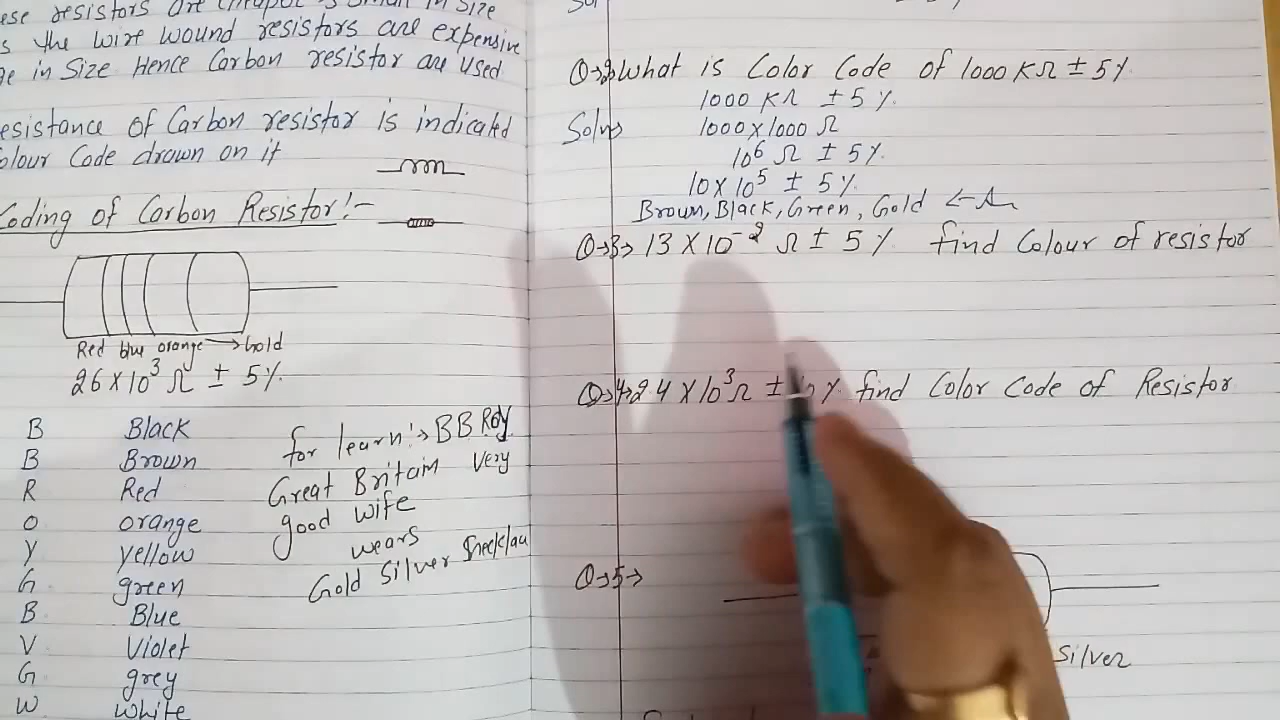 resistors are cheaper & small in size
the wire wound resistors are expensive
in Size Hence Carbon resistor are used
resistance of Carbon resistor is indicated
Colour Code drawn on it
Coding of Carbon Resistor!-
Red blue orange → Gold
26 × 10³ Ω ± 5 %.
B Black
B Brown
R Red
O orange
Y yellow
G green
B Blue
V Violet
G grey
W White
for learn:→ BB Roy
Great Britain Very
good wife
wears
Gold Silver
Sol
Q→2 What is Color Code of 1000 KΩ ± 5 %
1000 KΩ ± 5 %.
Soln→ 1000 × 1000 Ω
10⁶ Ω ± 5 %.
10 × 10⁵ ± 5 %.
Brown, Black, Green, Gold ←
Q→3→ 13 × 10⁻² Ω ± 5 % find Colour of resistor
Q→4→ 24 × 10³ Ω ± % find Color Code of Resistor
Q→5→
Silver